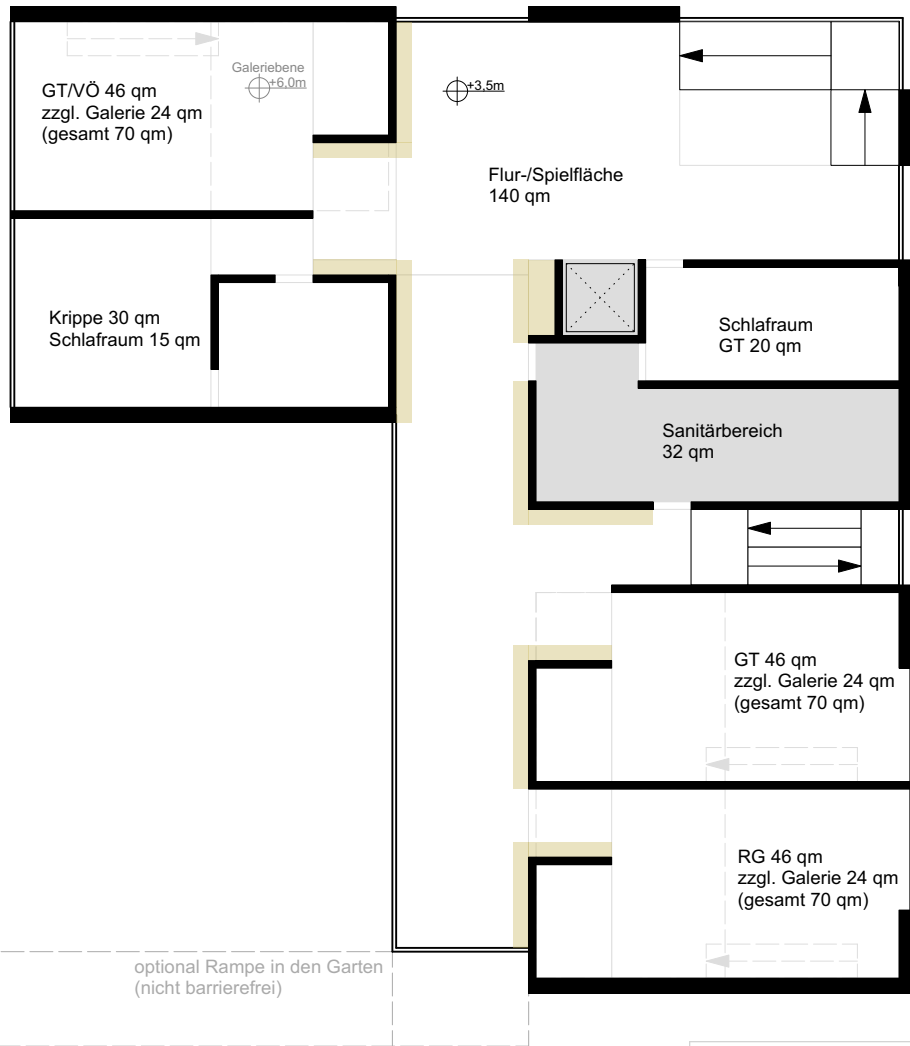 Galeriebene
+6,0m
GT/VÖ 46 qm
zzgl. Galerie 24 qm
(gesamt 70 qm)
+3,5m
Flur-/Spielfläche
140 qm
Krippe 30 qm
Schlafraum 15 qm
Schlafraum
GT 20 qm
Sanitärbereich
32 qm
GT 46 qm
zzgl. Galerie 24 qm
(gesamt 70 qm)
RG 46 qm
zzgl. Galerie 24 qm
(gesamt 70 qm)
optional Rampe in den Garten
(nicht barrierefrei)